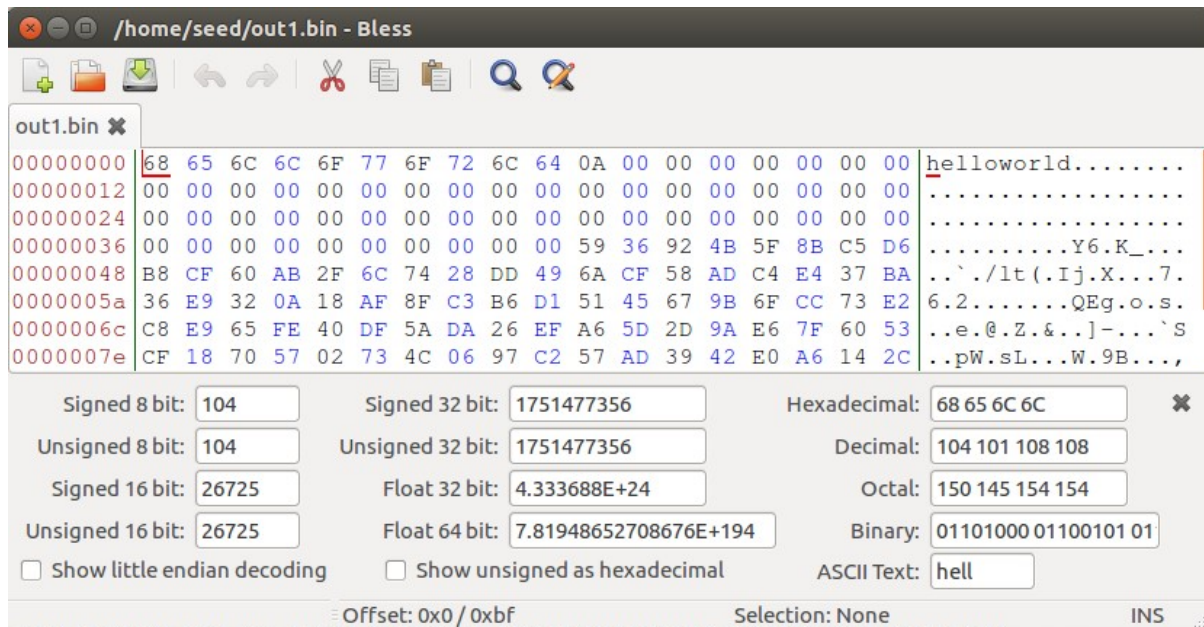 /home/seed/out1.bin - Bless
out1.bin
00000000 68 65 6C 6C 6F 77 6F 72 6C 64 0A 00 00 00 00 00 00 00 helloworld........
00000012 00 00 00 00 00 00 00 00 00 00 00 00 00 00 00 00 00 00 ..................
00000024 00 00 00 00 00 00 00 00 00 00 00 00 00 00 00 00 00 00 ..................
00000036 00 00 00 00 00 00 00 00 00 00 59 36 92 4B 5F 8B C5 D6 ..........Y6.K_...
00000048 B8 CF 60 AB 2F 6C 74 28 DD 49 6A CF 58 AD C4 E4 37 BA ..`./lt(.Ij.X...7.
0000005a 36 E9 32 0A 18 AF 8F C3 B6 D1 51 45 67 9B 6F CC 73 E2 6.2.......QEg.o.s.
0000006c C8 E9 65 FE 40 DF 5A DA 26 EF A6 5D 2D 9A E6 7F 60 53 ..e.@.Z.&..]-...`S
0000007e CF 18 70 57 02 73 4C 06 97 C2 57 AD 39 42 E0 A6 14 2C ..pW.sL...W.9B...,
Signed 8 bit: 104 Signed 32 bit: 1751477356 Hexadecimal: 68 65 6C 6C
Unsigned 8 bit: 104 Unsigned 32 bit: 1751477356 Decimal: 104 101 108 108
Signed 16 bit: 26725 Float 32 bit: 4.333688E+24 Octal: 150 145 154 154
Unsigned 16 bit: 26725 Float 64 bit: 7.81948652708676E+194 Binary: 01101000 01100101 01
Show little endian decoding Show unsigned as hexadecimal ASCII Text: hell
Offset: 0x0 / 0xbf Selection: None INS